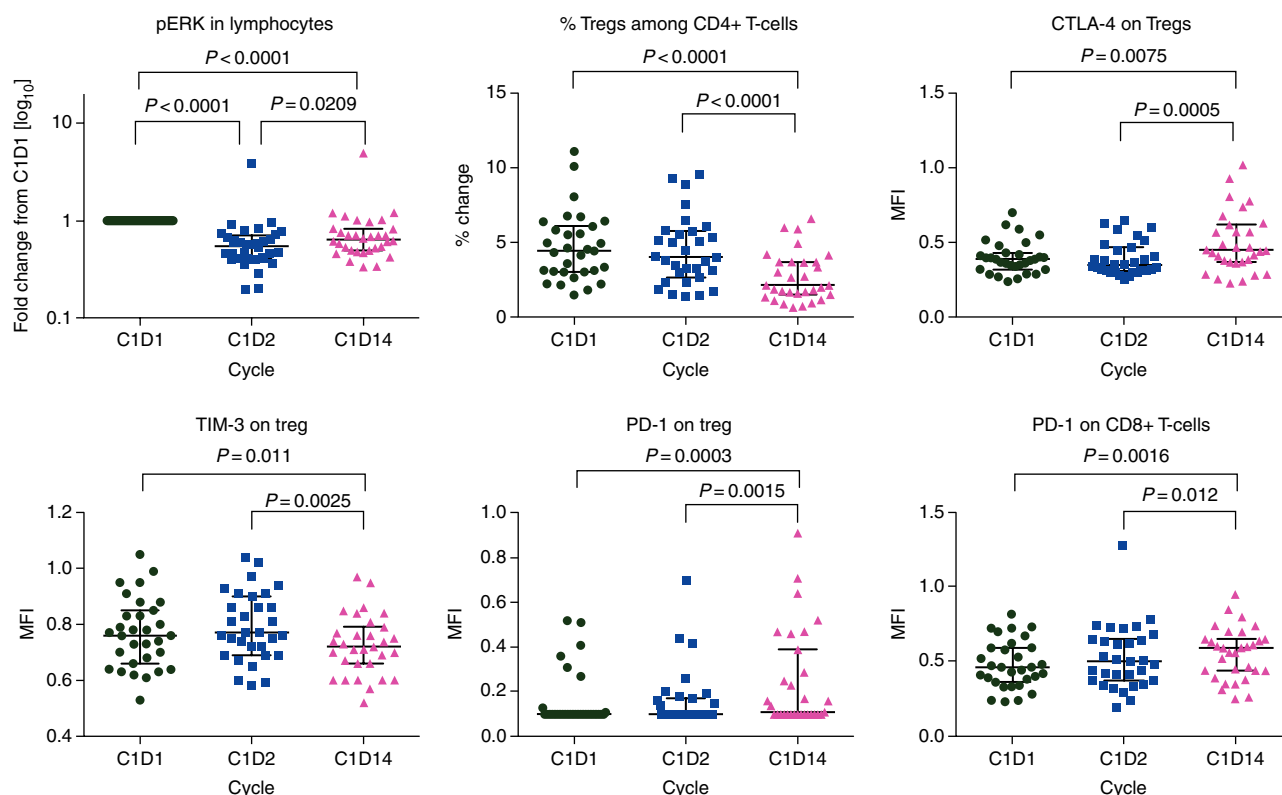 pERK in lymphocytes
P < 0.0001
P < 0.0001
P = 0.0209
Fold change from C1D1 [log10]
10
1
0.1
C1D1
C1D2
C1D14
Cycle
% Tregs among CD4+ T-cells
P < 0.0001
P < 0.0001
% change
15
10
5
0
C1D1
C1D2
C1D14
Cycle
CTLA-4 on Tregs
P = 0.0075
P = 0.0005
MFI
1.5
1.0
0.5
0.0
C1D1
C1D2
C1D14
Cycle
TIM-3 on treg
P = 0.011
P = 0.0025
MFI
1.2
1.0
0.8
0.6
0.4
C1D1
C1D2
C1D14
Cycle
PD-1 on treg
P = 0.0003
P = 0.0015
MFI
1.0
0.8
0.6
0.4
0.2
0.0
C1D1
C1D2
C1D14
Cycle
PD-1 on CD8+ T-cells
P = 0.0016
P = 0.012
MFI
1.5
1.0
0.5
0.0
C1D1
C1D2
C1D14
Cycle